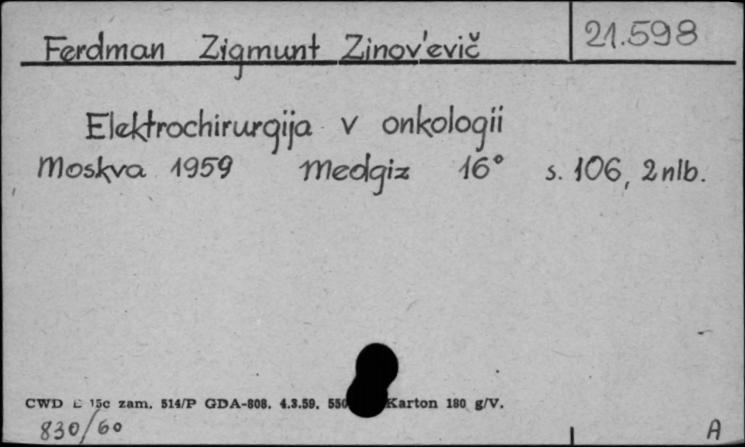 Ferdman Zigmunt Zinov'evič 21.598
Elektrochirurgija v onkologii
Moskva 1959 Medgiz 16° s. 106, 2 nlb.
CWD 15c zam. 514/P GDA-808. 4.3.59. 550 Karton 180 g/V.
830/60 A